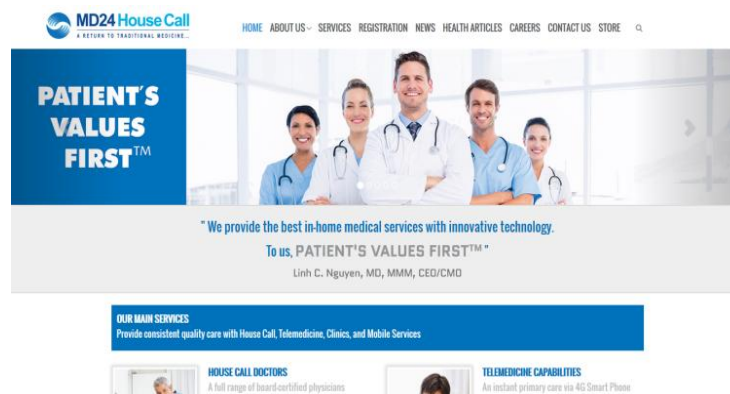 MD24 House Call
A RETURN TO TRADITIONAL MEDICINE...
HOME ABOUT US SERVICES REGISTRATION NEWS HEALTH ARTICLES CAREERS CONTACT US STORE
PATIENT'S
VALUES
FIRST™
" We provide the best in-home medical services with innovative technology.
To us, PATIENT'S VALUES FIRST™ "
Linh C. Nguyen, MD, MMM, CEO/CMO
OUR MAIN SERVICES
Provide consistent quality care with House Call, Telemedicine, Clinics, and Mobile Services
HOUSE CALL DOCTORS
A full range of board-certified physicians
TELEMEDICINE CAPABILITIES
An instant primary care via 4G Smart Phone